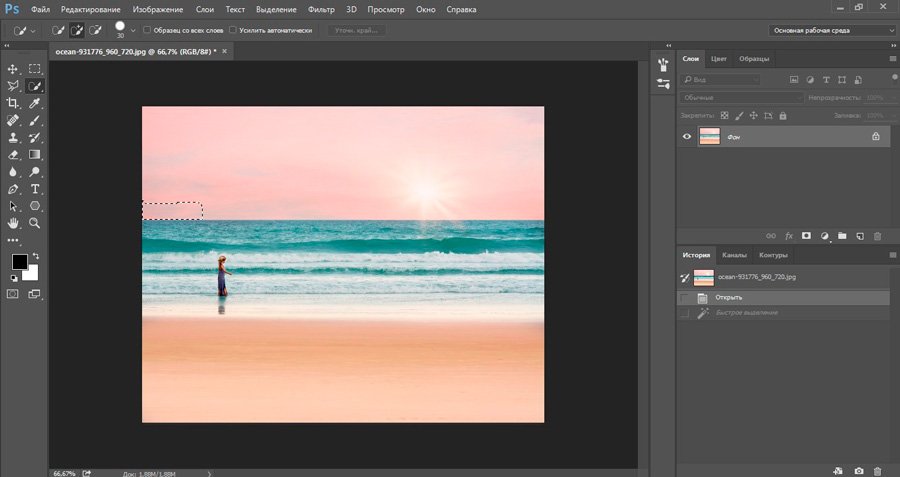 Ps Файл Редактирование Изображение Слои Текст Выделение Фильтр 3D Просмотр Окно Справка
30 Образец со всех слоев Усилить автоматически Уточн. край... Основная рабочая среда
ocean-931776_960_720.jpg @ 66,7% (RGB/8#) * ×
Слои Цвет Образцы
Вид
Обычные Непрозрачность: 100%
Закрепить: Заливка: 100%
Фон
fx
История Каналы Контуры
ocean-931776_960_720.jpg
Открыть
Быстрое выделение
66,67% Док: 1,88M/1,88M